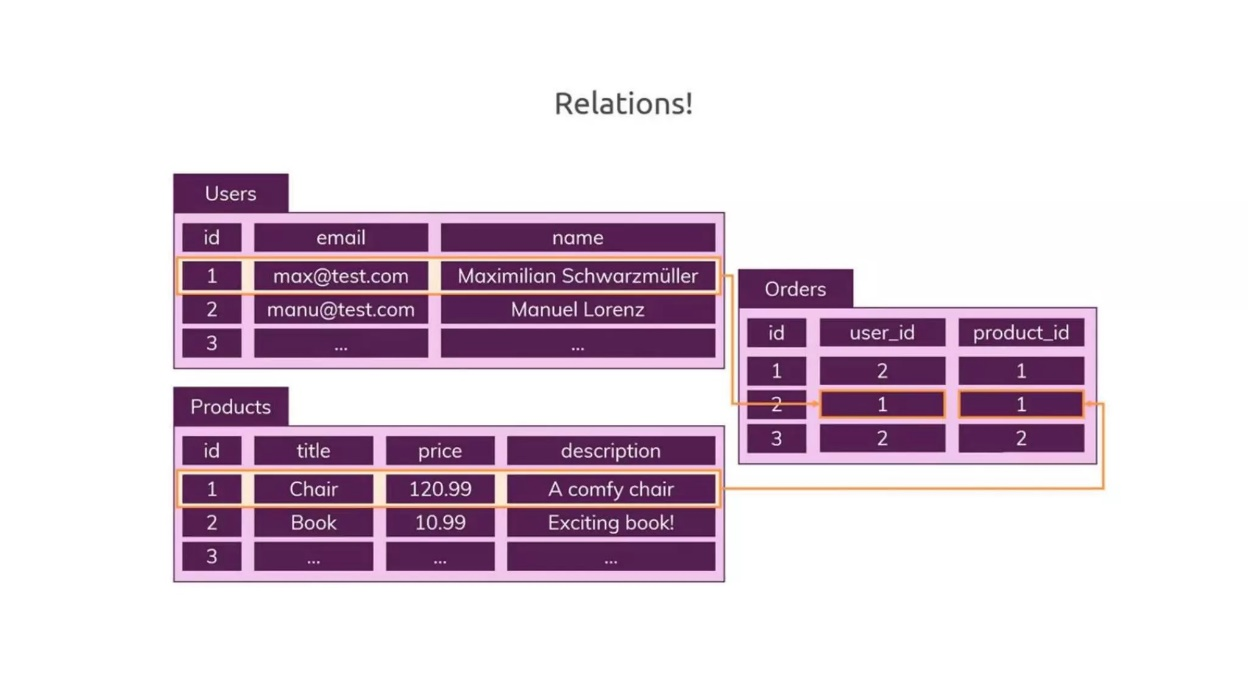 Relations!
Users
id email name
1 max@test.com Maximilian Schwarzmüller
2 manu@test.com Manuel Lorenz
3 ... ...
Products
id title price description
1 Chair 120.99 A comfy chair
2 Book 10.99 Exciting book!
3 ... ... ...
Orders
id user_id product_id
1 2 1
2 1 1
3 2 2